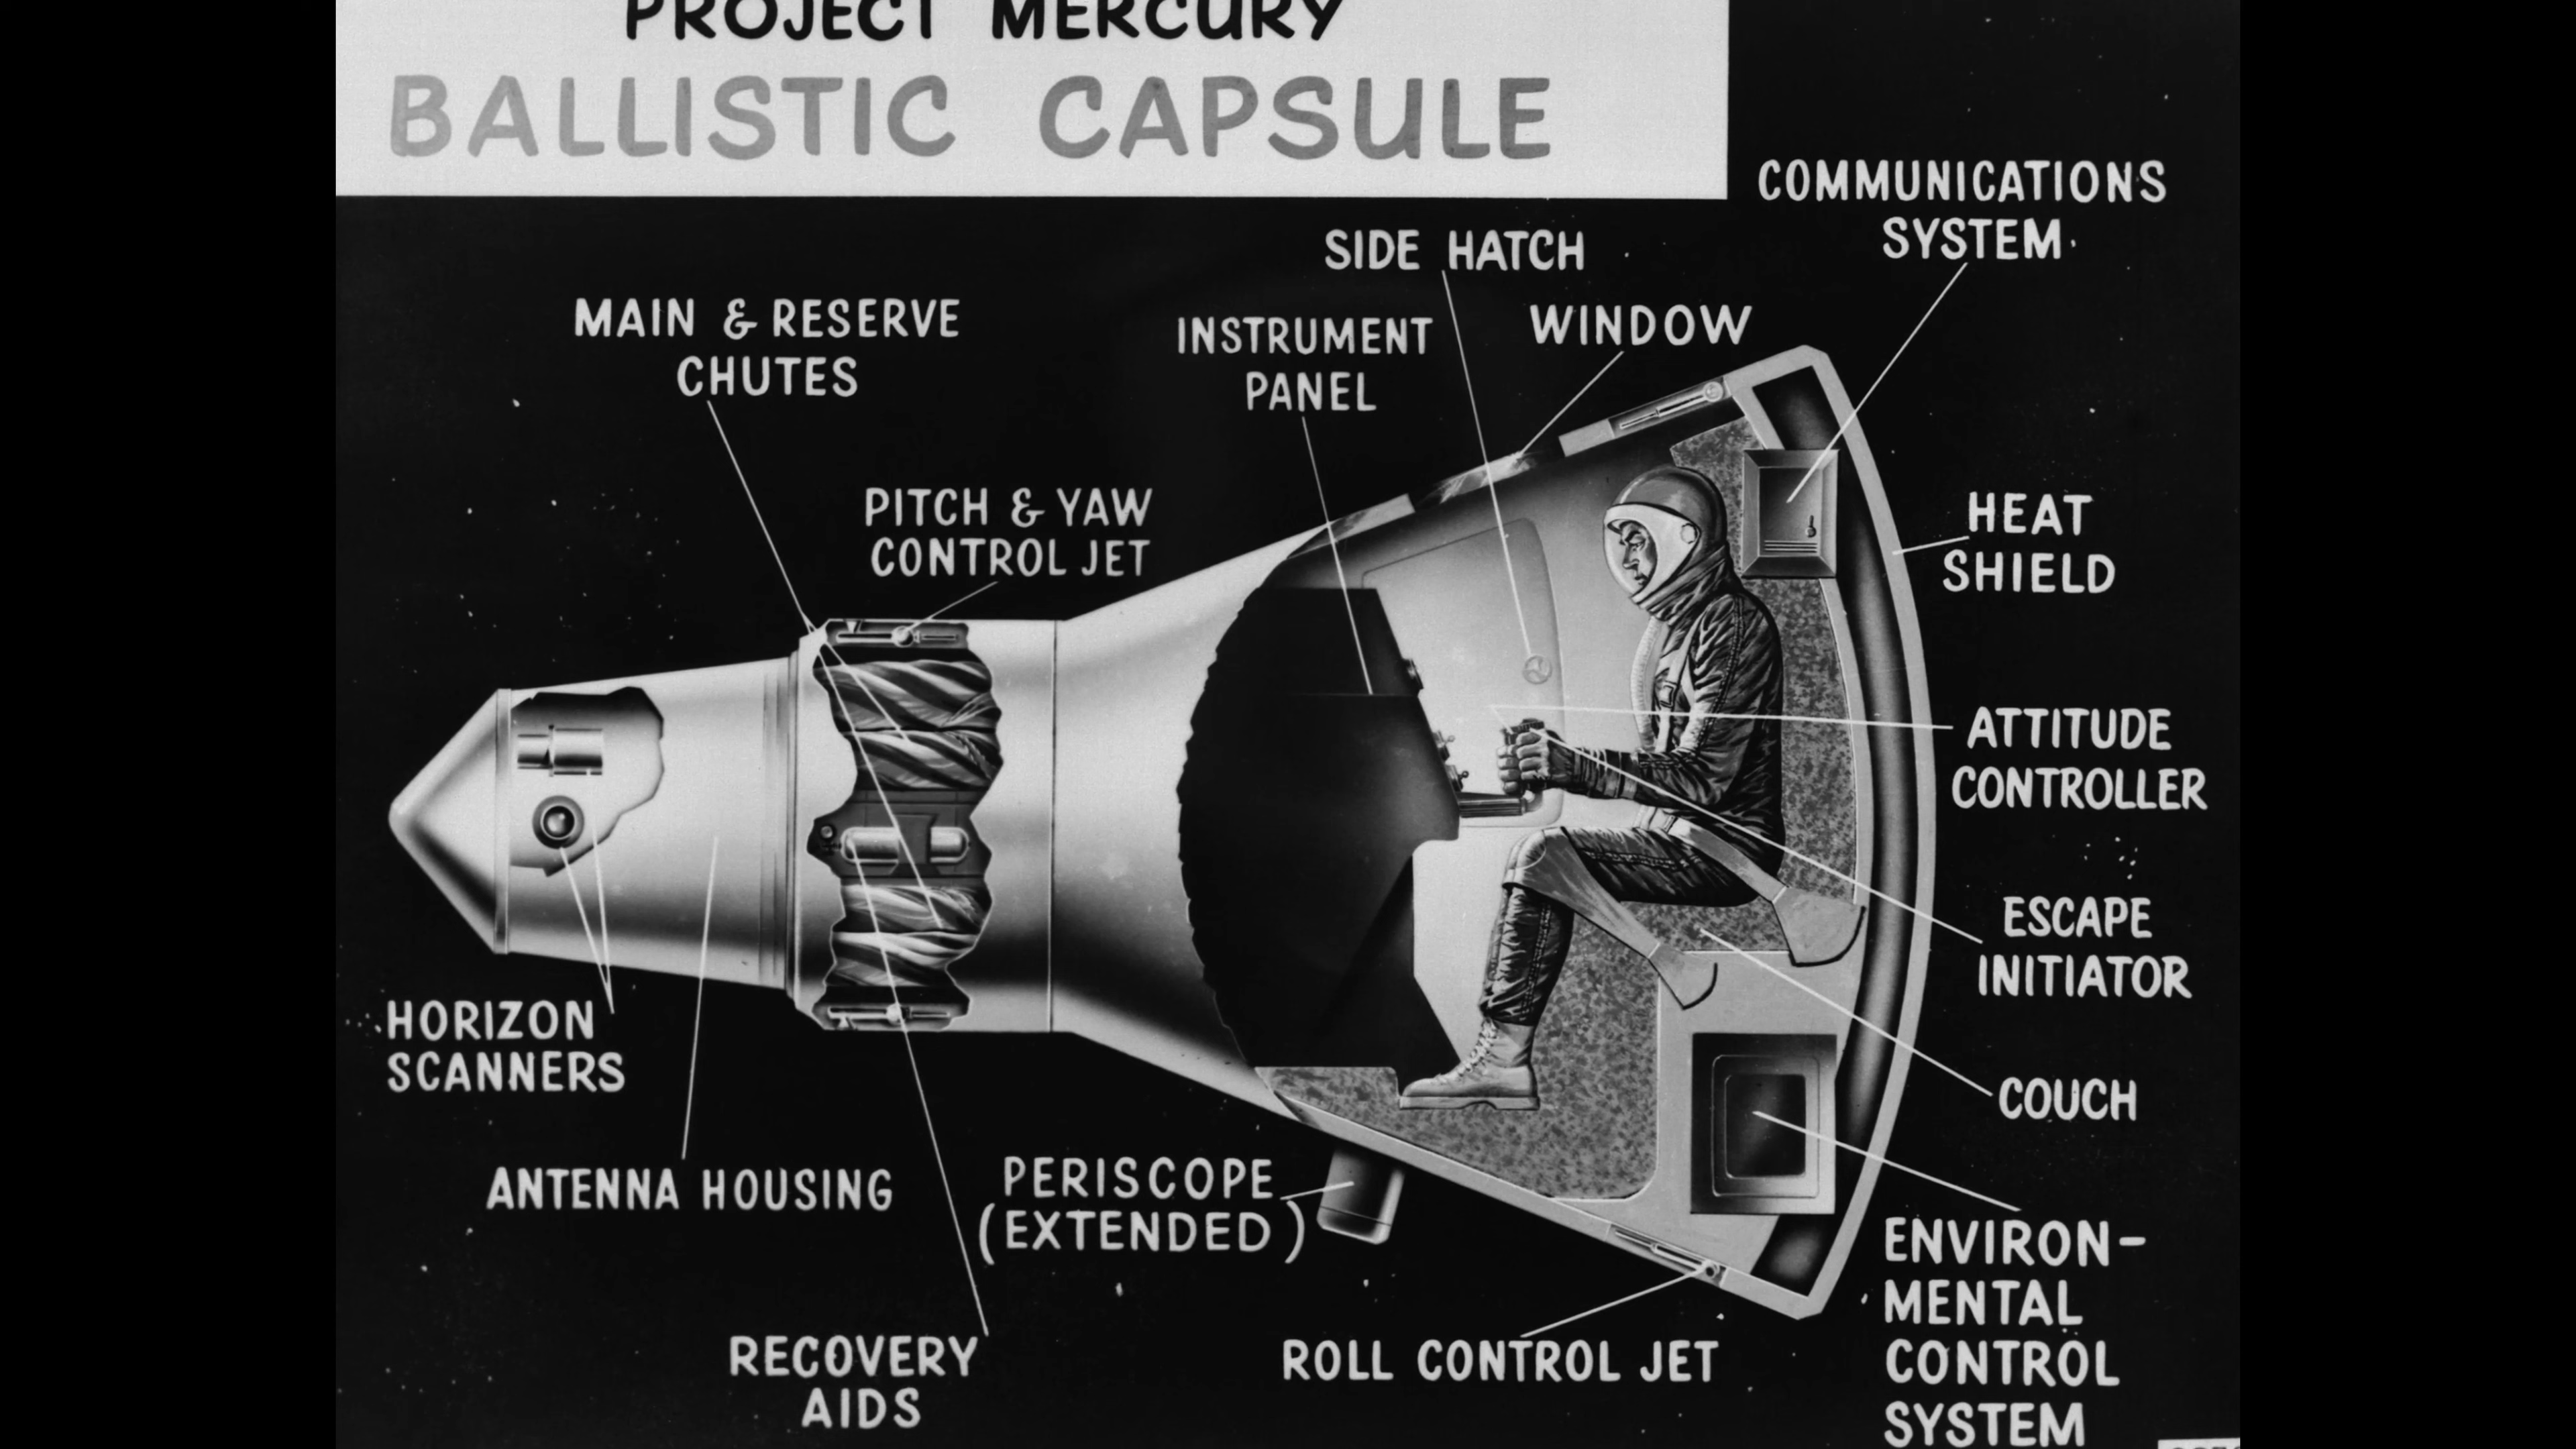 PROJECT MERCURY
BALLISTIC CAPSULE
COMMUNICATIONS
SYSTEM
SIDE HATCH
MAIN & RESERVE
CHUTES
INSTRUMENT
PANEL
WINDOW
PITCH & YAW
CONTROL JET
HEAT
SHIELD
ATTITUDE
CONTROLLER
ESCAPE
INITIATOR
HORIZON
SCANNERS
COUCH
ANTENNA HOUSING
PERISCOPE
(EXTENDED)
ENVIRON-
MENTAL
CONTROL
SYSTEM
RECOVERY
AIDS
ROLL CONTROL JET